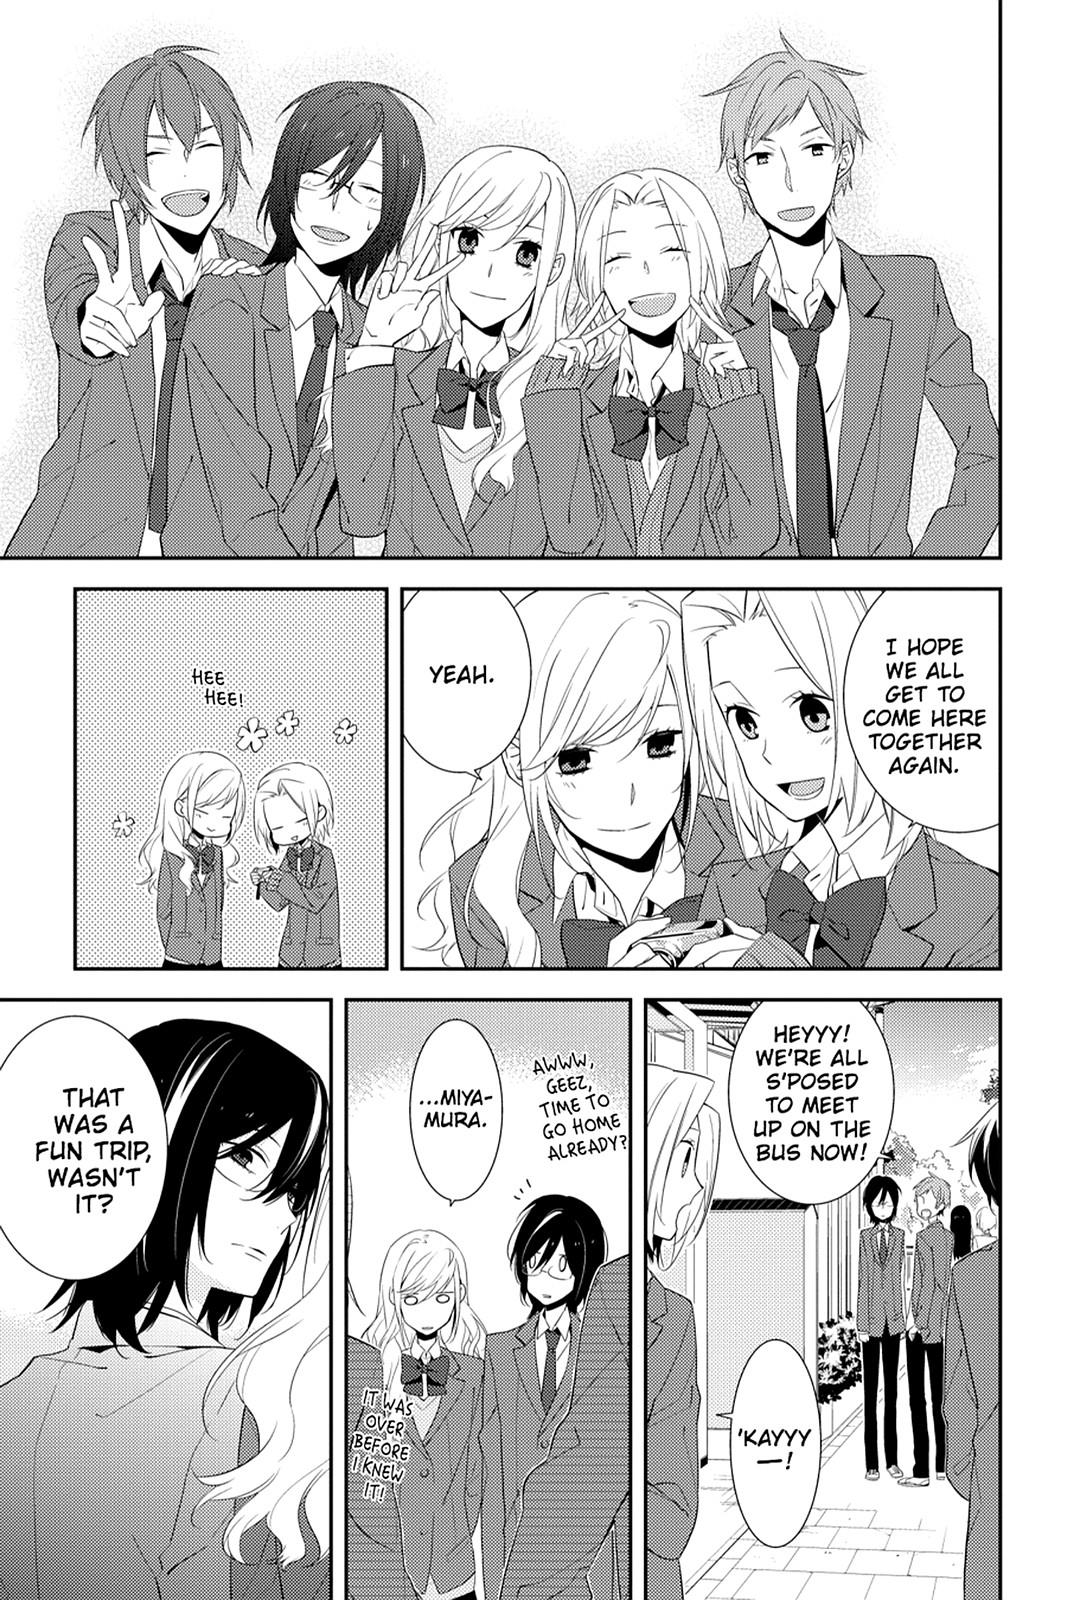 I HOPE
WE ALL
GET TO
COME HERE
TOGETHER
AGAIN.
YEAH.
HEE
HEE!
HEYYY!
WE'RE ALL
S'POSED
TO MEET
UP ON THE
BUS NOW!
'KAYYY
—!
AWWW,
GEEZ,
TIME TO
GO HOME
ALREADY?
...MIYA-
MURA.
IT WAS
OVER
BEFORE
I KNEW
IT!
THAT
WAS A
FUN TRIP,
WASN'T
IT?